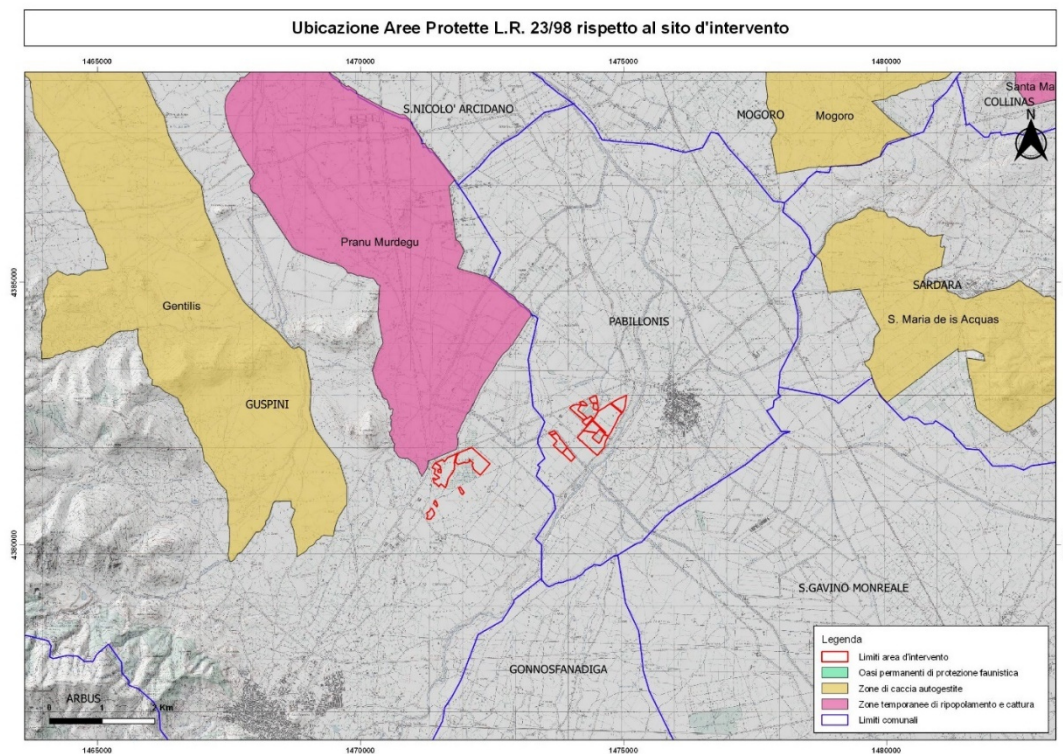 Ubicazione Aree Protette L.R. 23/98 rispetto al sito d'intervento
1465000 1470000 1475000 1480000
Santa Ma
COLLINAS
S.NICOLO' ARCIDANO
MOGORO
Mogoro
N
Pranu Murdegu
4385000
4385000
SARDARA
Gentilis
PABILLONIS
S. Maria de is Acquas
GUSPINI
4380000
4380000
S.GAVINO MONREALE
GONNOSFANADIGA
ARBUS
0 1 2 Km
Legenda
Limiti area d'intervento
Oasi permanenti di protezione faunistica
Zone di caccia autogestite
Zone temporanee di ripopolamento e cattura
Limiti comunali
1465000 1470000 1475000 1480000